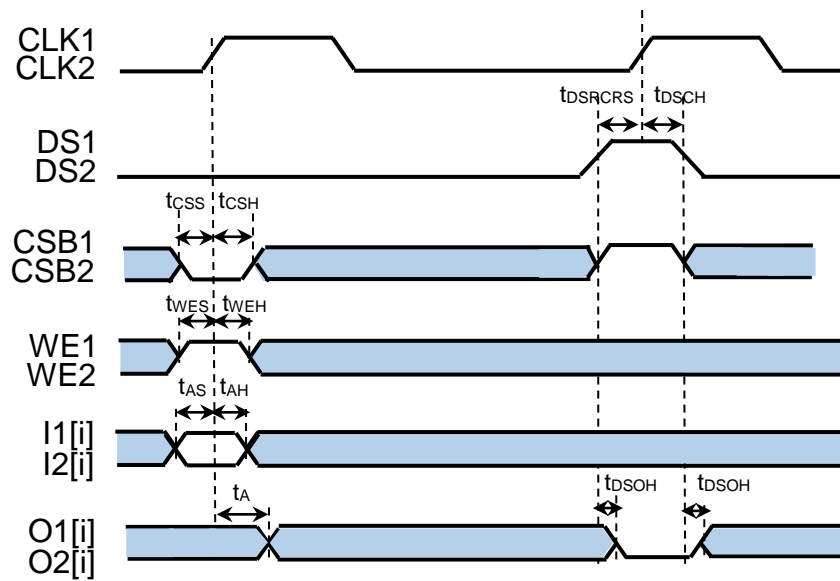 CLK1
CLK2
tDSRCRS tDSCH
DS1
DS2
tCSS tCSH
CSB1
CSB2
tWES tWEH
WE1
WE2
tAS tAH
I1[i]
I2[i]
tDSOH tDSOH
tA
O1[i]
O2[i]